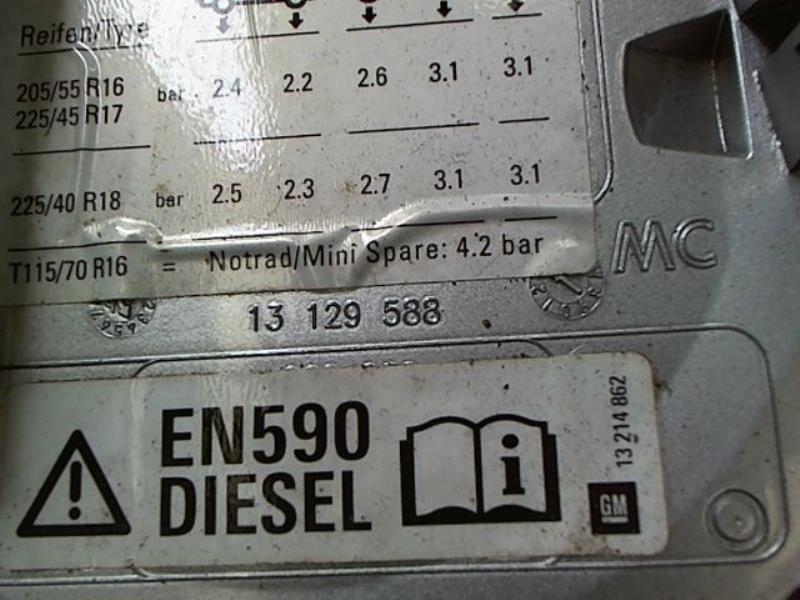 Reifen/Tyre
205/55 R16 bar 2.4 2.2 2.6 3.1 3.1
225/45 R17
225/40 R18 bar 2.5 2.3 2.7 3.1 3.1
T115/70 R16 = Notrad/Mini Spare: 4.2 bar
MC
13 129 588
EN590
DIESEL
i
13 214 862
GM